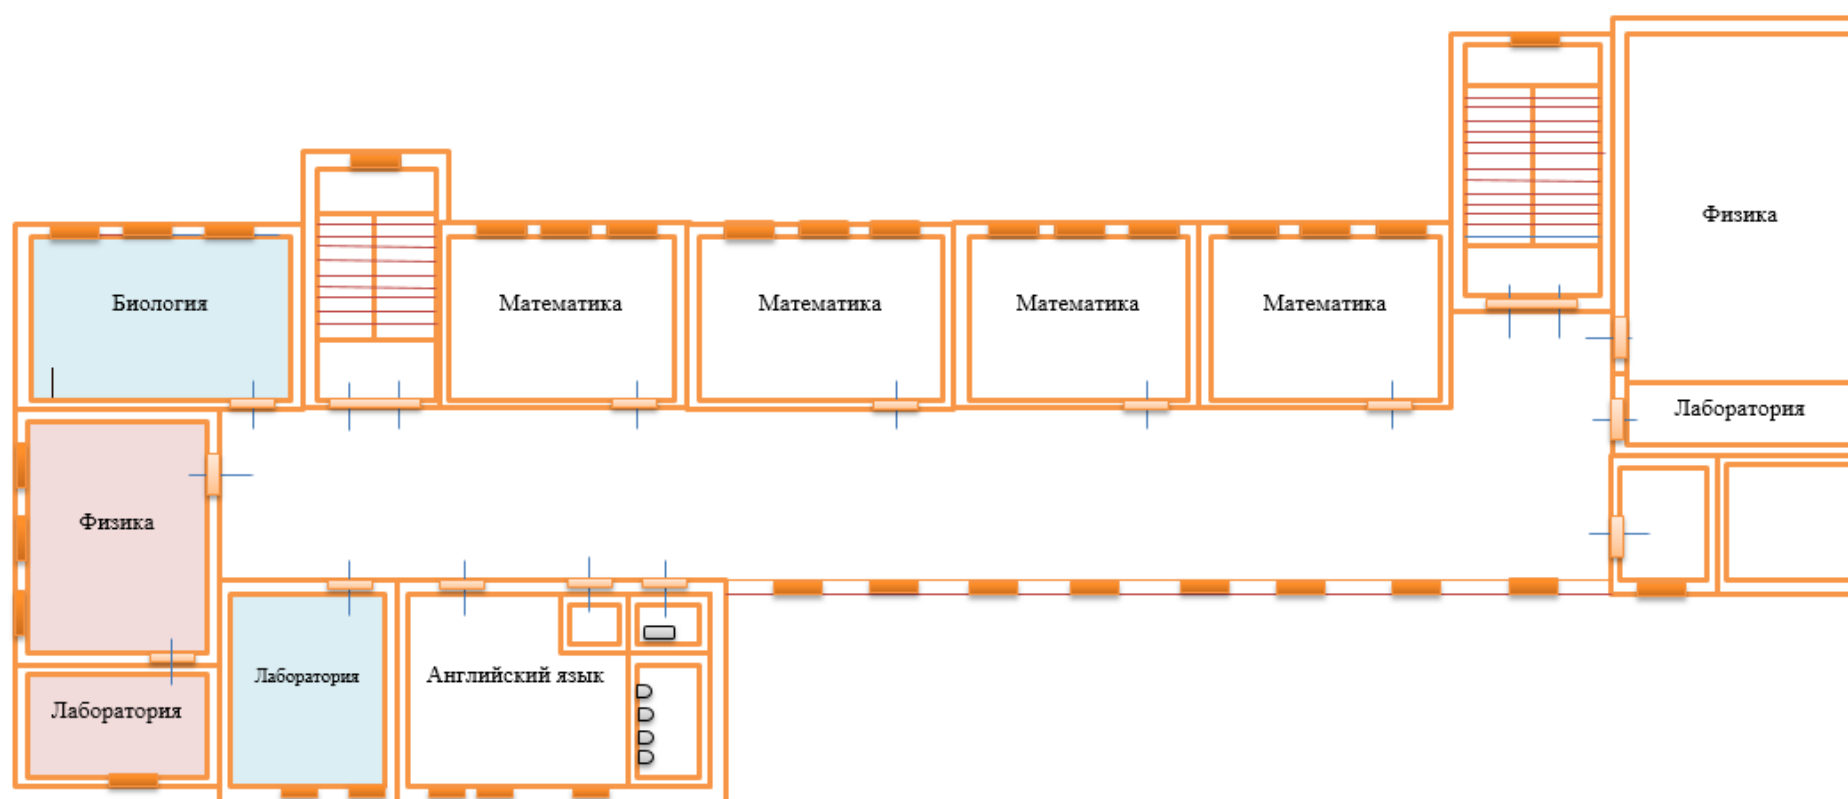 Физика
Биология
Математика
Математика
Математика
Математика
Лаборатория
Физика
Лаборатория
Английский язык
Лаборатория